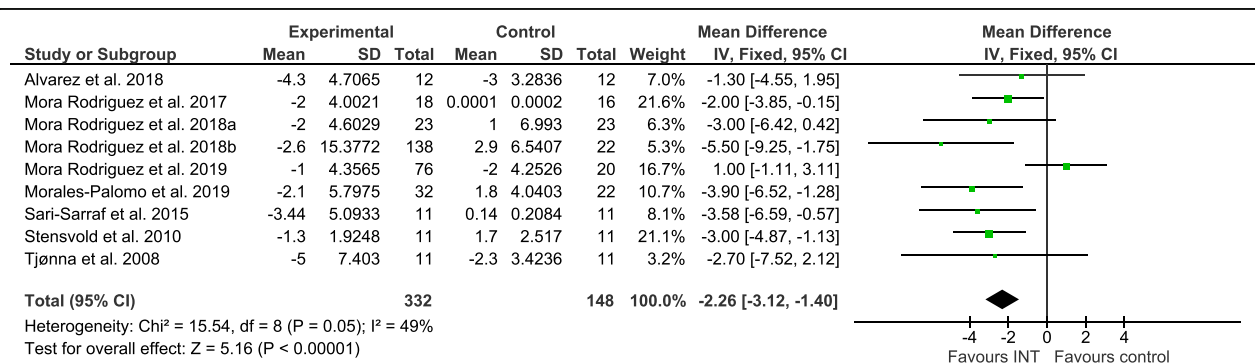 Experimental Control Mean Difference Mean Difference
Study or Subgroup Mean SD Total Mean SD Total Weight IV, Fixed, 95% CI IV, Fixed, 95% CI
Alvarez et al. 2018 -4.3 4.7065 12 -3 3.2836 12 7.0% -1.30 [-4.55, 1.95]
Mora Rodriguez et al. 2017 -2 4.0021 18 0.0001 0.0002 16 21.6% -2.00 [-3.85, -0.15]
Mora Rodriguez et al. 2018a -2 4.6029 23 1 6.993 23 6.3% -3.00 [-6.42, 0.42]
Mora Rodriguez et al. 2018b -2.6 15.3772 138 2.9 6.5407 22 5.3% -5.50 [-9.25, -1.75]
Mora Rodriguez et al. 2019 -1 4.3565 76 -2 4.2526 20 16.7% 1.00 [-1.11, 3.11]
Morales-Palomo et al. 2019 -2.1 5.7975 32 1.8 4.0403 22 10.7% -3.90 [-6.52, -1.28]
Sari-Sarraf et al. 2015 -3.44 5.0933 11 0.14 0.2084 11 8.1% -3.58 [-6.59, -0.57]
Stensvold et al. 2010 -1.3 1.9248 11 1.7 2.517 11 21.1% -3.00 [-4.87, -1.13]
Tjønna et al. 2008 -5 7.403 11 -2.3 3.4236 11 3.2% -2.70 [-7.52, 2.12]
Total (95% CI) 332 148 100.0% -2.26 [-3.12, -1.40]
Heterogeneity: Chi² = 15.54, df = 8 (P = 0.05); I² = 49%
Test for overall effect: Z = 5.16 (P < 0.00001)
-4 -2 0 2 4
Favours INT Favours control